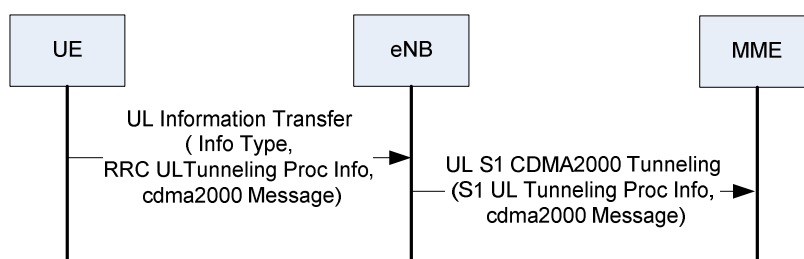 UE
eNB
MME
UL Information Transfer
( Info Type,
RRC ULTunneling Proc Info,
cdma2000 Message)
UL S1 CDMA2000 Tunneling
(S1 UL Tunneling Proc Info,
cdma2000 Message)